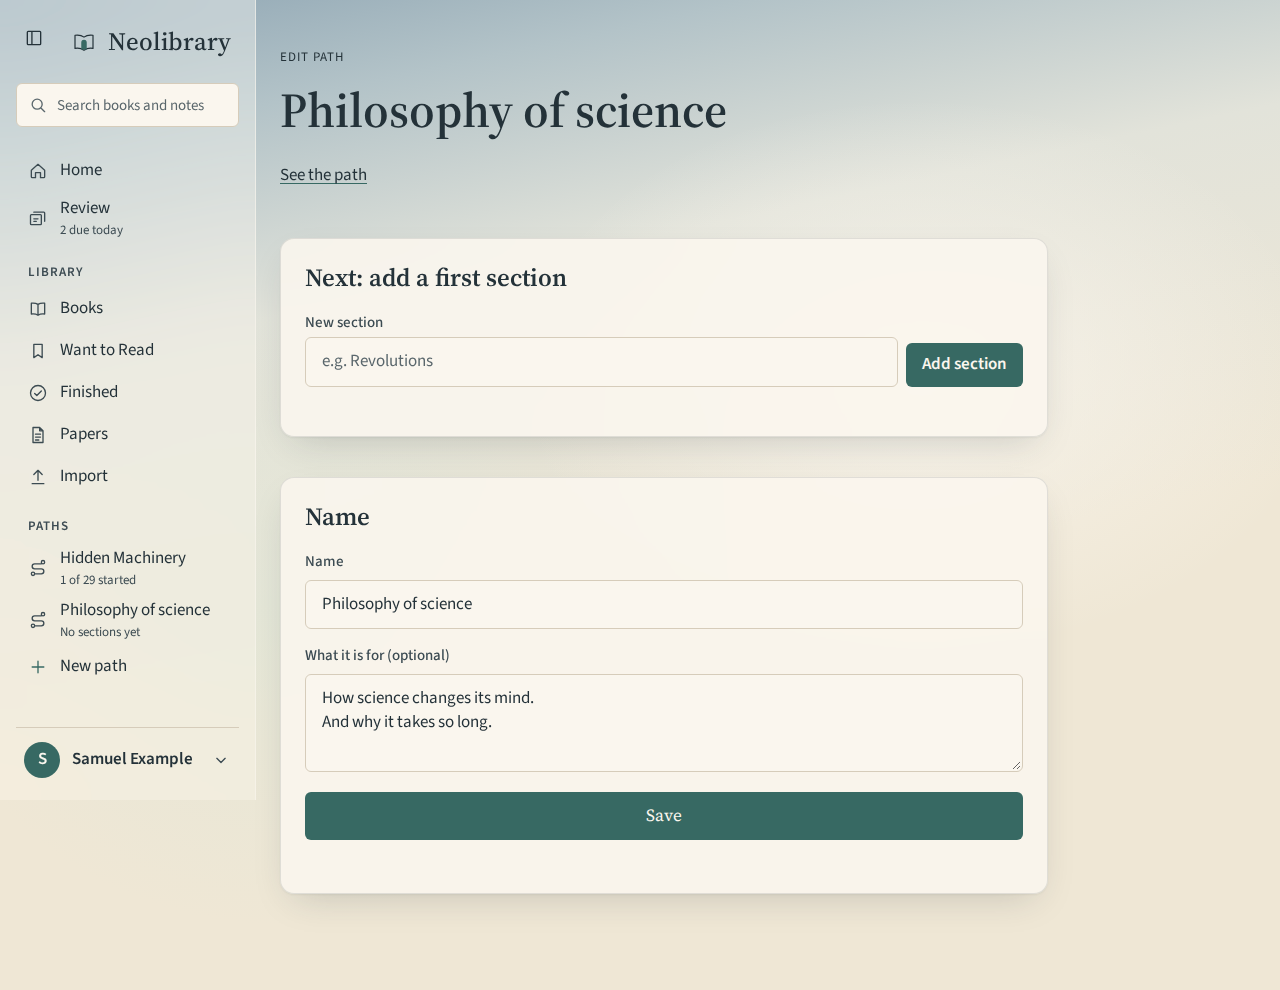 Neolibrary
Search books and notes
Home
Review
2 due today
LIBRARY
Books
Want to Read
Finished
Papers
Import
PATHS
Hidden Machinery
1 of 29 started
Philosophy of science
No sections yet
New path
S
Samuel Example
EDIT PATH
Philosophy of science
See the path
Next: add a first section
New section
e.g. Revolutions
Add section
Name
Name
Philosophy of science
What it is for (optional)
How science changes its mind.
And why it takes so long.
Save